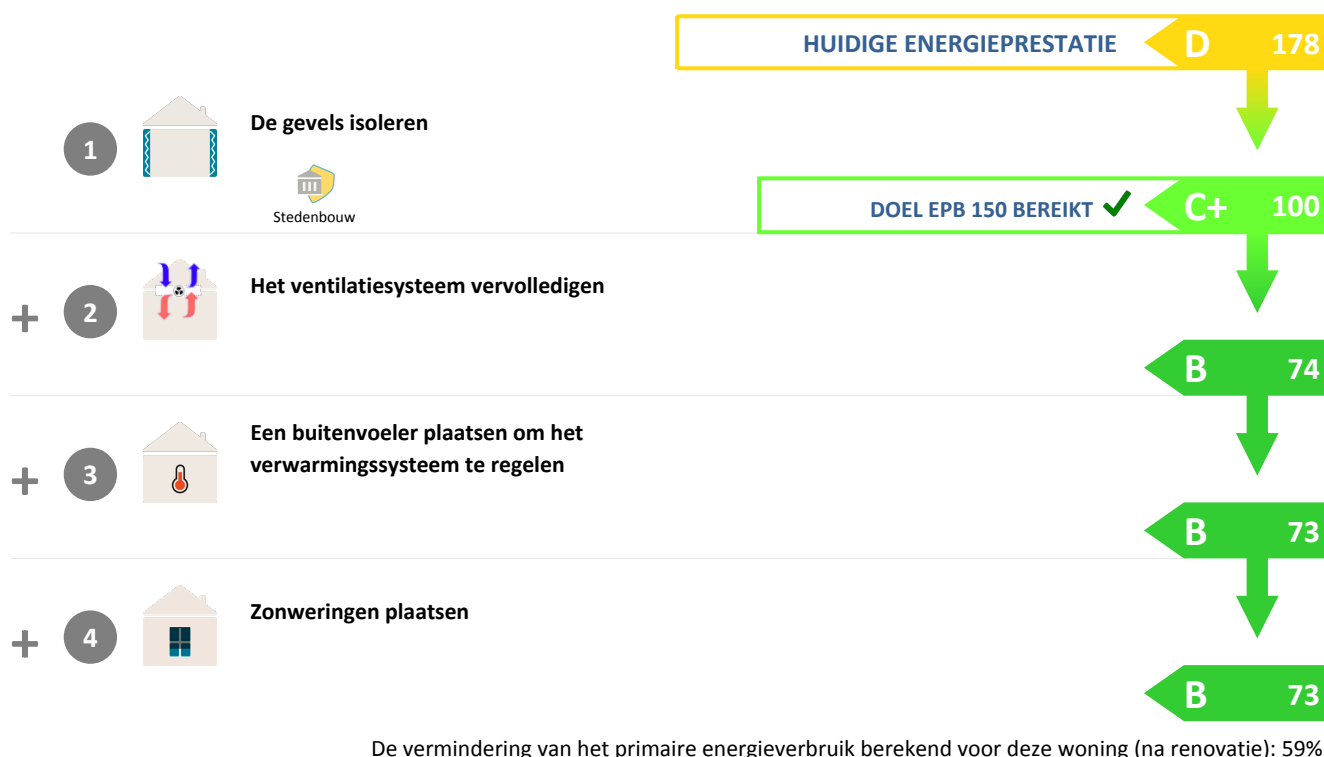 HUIDIGE ENERGIEPRESTATIE D 178
1 De gevels isoleren
Stedenbouw
DOEL EPB 150 BEREIKT ✓ C+ 100
+ 2 Het ventilatiesysteem vervolledigen
B 74
+ 3 Een buitenvoeler plaatsen om het
verwarmingssysteem te regelen
B 73
+ 4 Zonweringen plaatsen
B 73
De vermindering van het primaire energieverbruik berekend voor deze woning (na renovatie): 59%